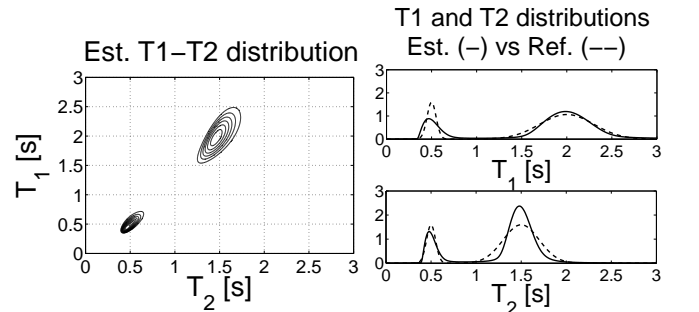 Est. T1−T2 distribution
3
2.5
2
1.5
1
0.5
0
0 0.5 1 1.5 2 2.5 3
T1 [s]
T2 [s]
T1 and T2 distributions
Est. (−) vs Ref. (−−)
3
2
1
0
0 0.5 1 1.5 2 2.5 3
T1 [s]
3
2
1
0
0 0.5 1 1.5 2 2.5 3
T2 [s]